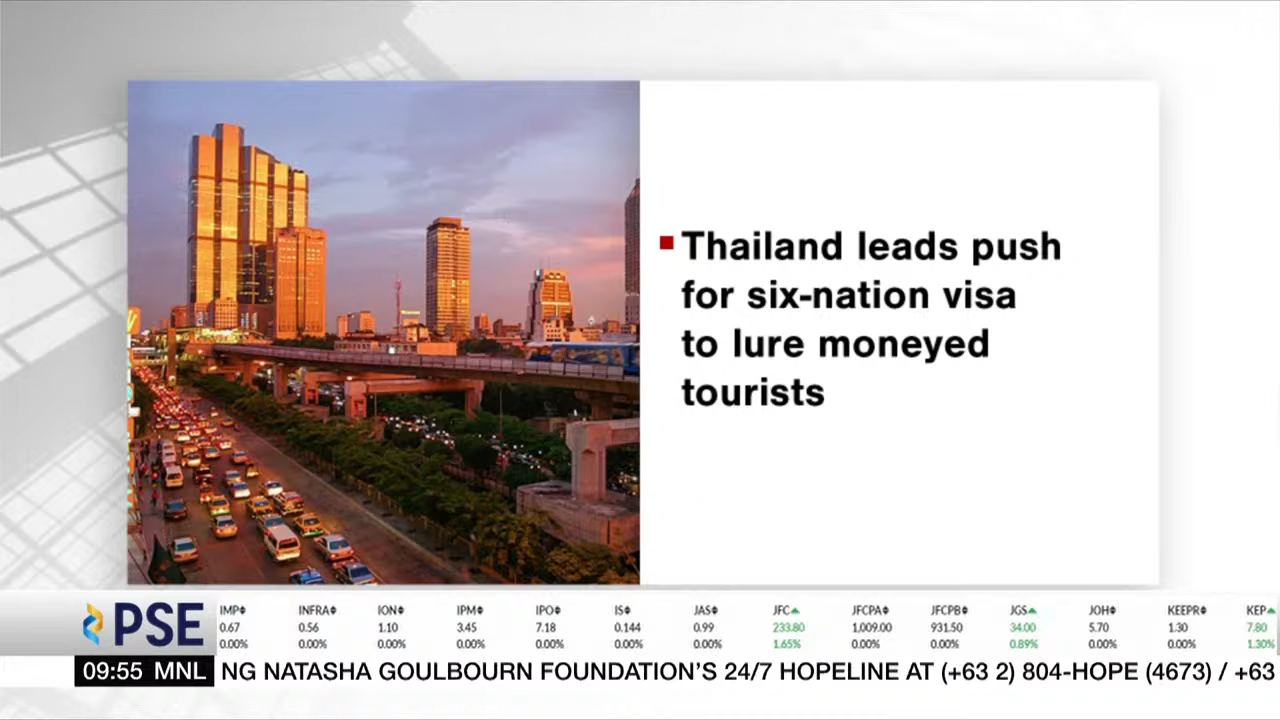 Thailand leads push
for six-nation visa
to lure moneyed
tourists
PSE
IMP INFRA ION IPM IPO IS JAS JFC JFCPA JFCPB JGS JOH KEEPR KEP
0.67 0.56 1.10 3.45 7.18 0.144 0.99 233.80 1,009.00 931.50 34.00 5.70 1.30 7.80
0.00% 0.00% 0.00% 0.00% 0.00% 0.00% 0.00% 1.65% 0.00% 0.00% 0.89% 0.00% 0.00% 1.30%
09:55 MNL NG NATASHA GOULBOURN FOUNDATION'S 24/7 HOPELINE AT (+63 2) 804-HOPE (4673) / +63